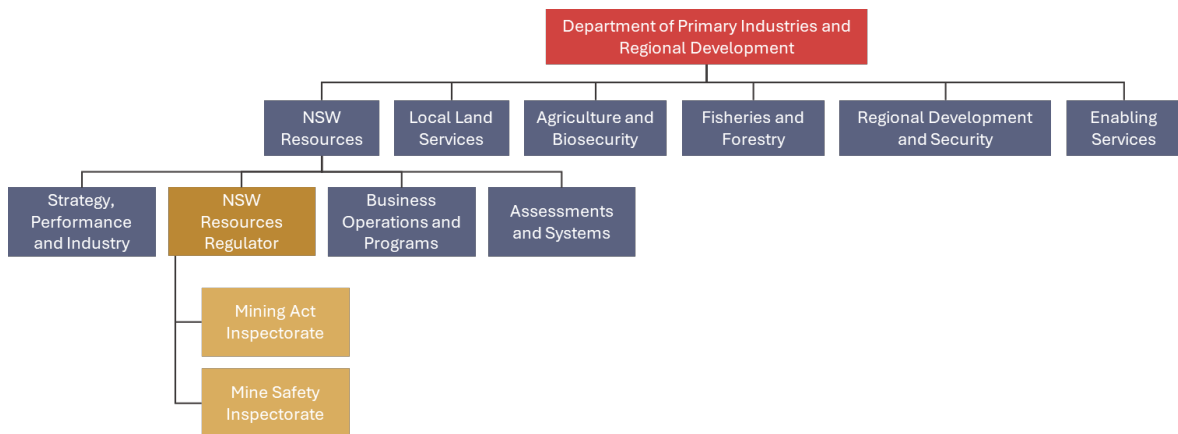 Department of Primary Industries and
Regional Development
NSW
Resources
Local Land
Services
Agriculture and
Biosecurity
Fisheries and
Forestry
Regional Development
and Security
Enabling
Services
Strategy,
Performance
and Industry
NSW
Resources
Regulator
Business
Operations and
Programs
Assessments
and Systems
Mining Act
Inspectorate
Mine Safety
Inspectorate